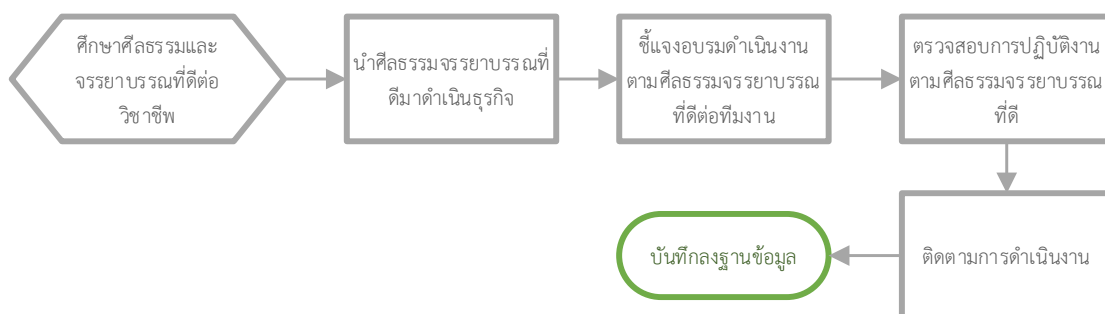 ศึกษาศีลธรรมและ
จรรยาบรรณที่ดีต่อ
วิชาชีพ
นำศีลธรรมจรรยาบรรณที่
ดีมาดำเนินธุรกิจ
ชี้แจงอบรมดำเนินงาน
ตามศีลธรรมจรรยาบรรณ
ที่ดีต่อทีมงาน
ตรวจสอบการปฏิบัติงาน
ตามศีลธรรมจรรยาบรรณ
ที่ดี
ติดตามการดำเนินงาน
บันทึกลงฐานข้อมูล